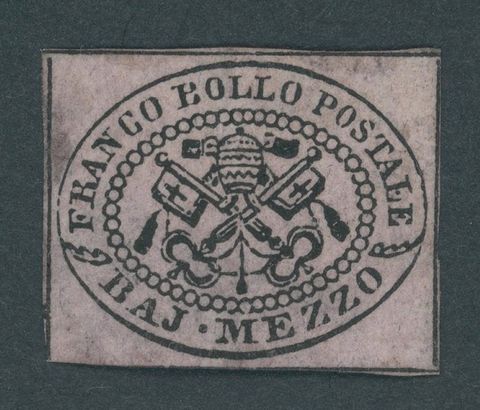 FRANCO BOLLO POSTALE
BAJ · MEZZO